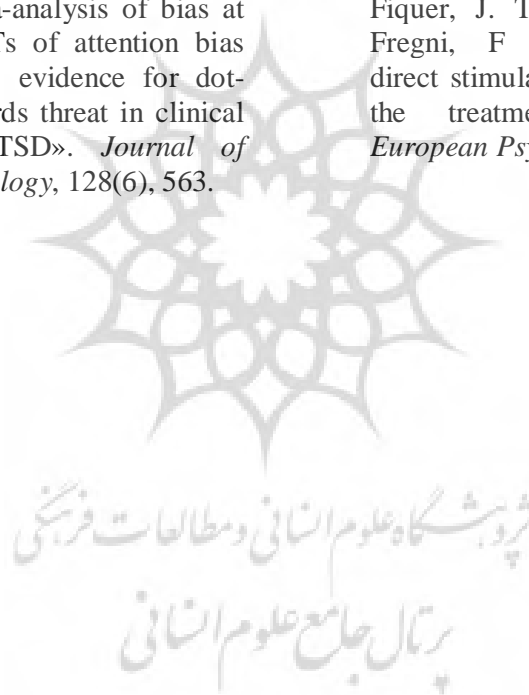 -analysis of bias at
s of attention bias
evidence for dot-
rds threat in clinical
TSD». Journal of
logy, 128(6), 563.
Fiquer, J. T
Fregni, F
direct stimula
the treatme
European Psy
پژوهشگاه علوم انسانی و مطالعات فرهنگی
پرتال جامع علوم انسانی